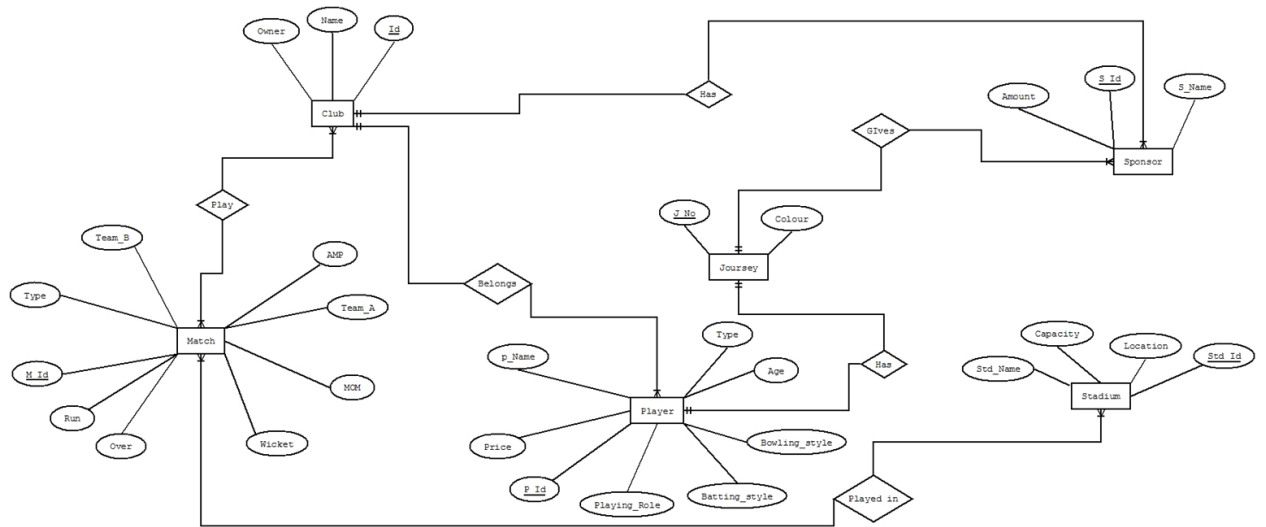 Name
Owner
Id
Has
S_Id
S_Name
Amount
Club
GIves
Sponsor
Play
J_No
Colour
Team_B
AMP
Joursey
Belongs
Type
Team_A
Type
Capacity
Location
Match
p_Name
Std_Id
Has
Std_Name
Age
M_Id
MOM
Stadium
Player
Run
Bowling_style
Over
Wicket
Price
P_Id
Batting_style
Playing_Role
Played in